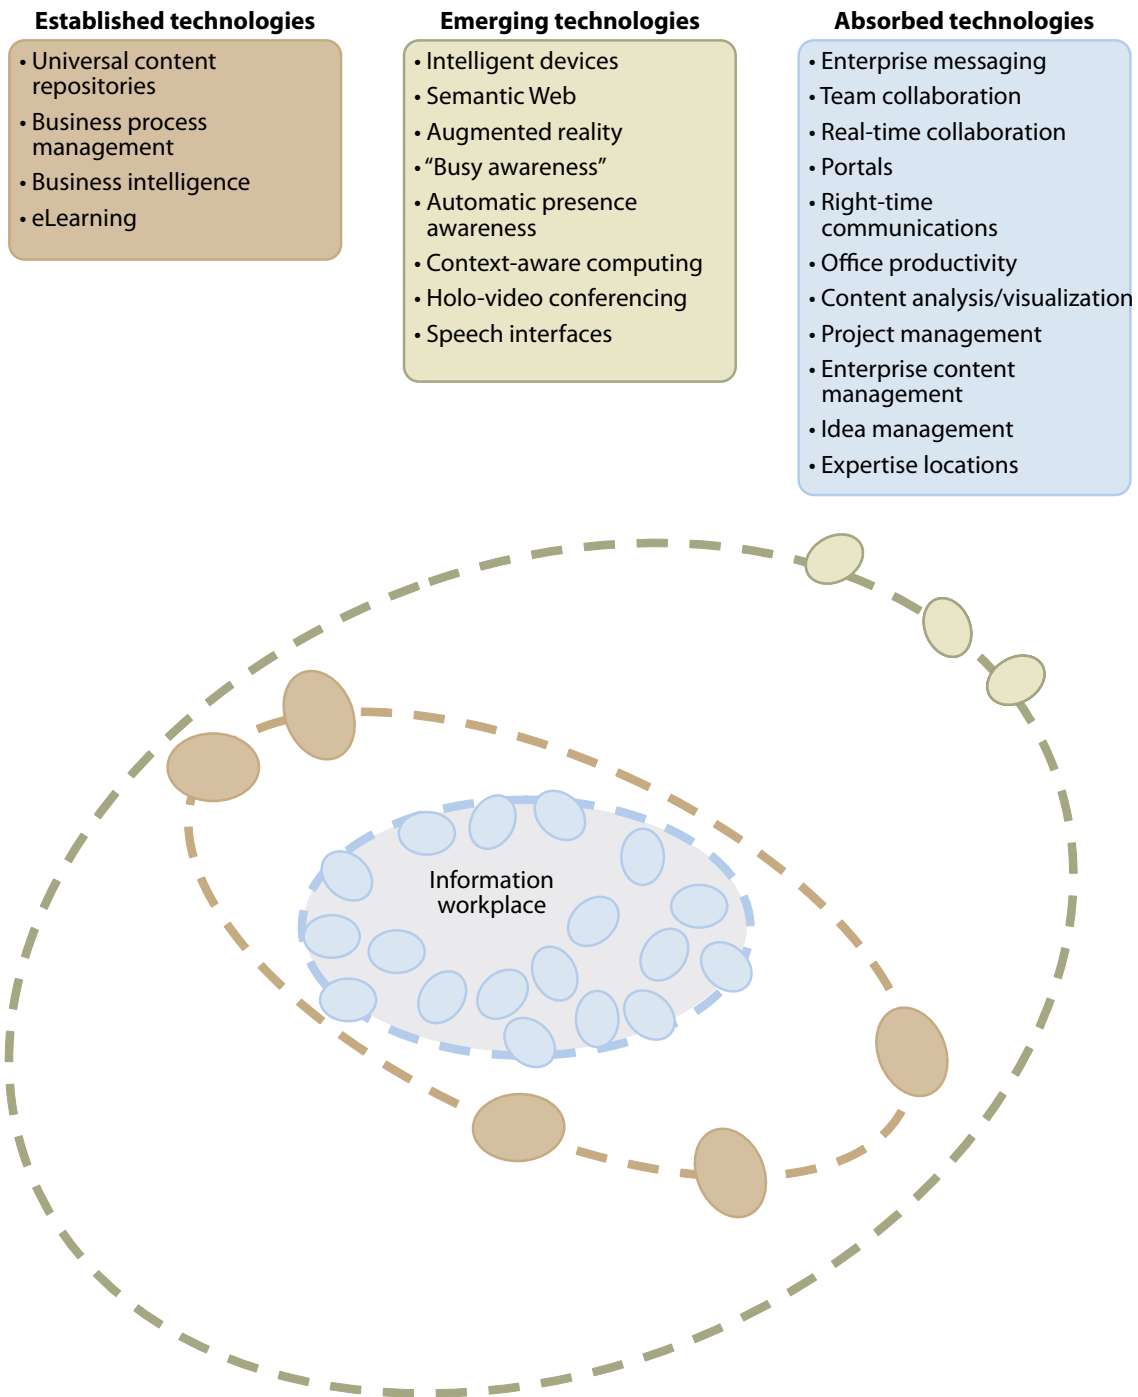 Established technologies
• Universal content
repositories
• Business process
management
• Business intelligence
• eLearning
Emerging technologies
• Intelligent devices
• Semantic Web
• Augmented reality
• “Busy awareness”
• Automatic presence
awareness
• Context-aware computing
• Holo-video conferencing
• Speech interfaces
Absorbed technologies
• Enterprise messaging
• Team collaboration
• Real-time collaboration
• Portals
• Right-time
communications
• Office productivity
• Content analysis/visualization
• Project management
• Enterprise content
management
• Idea management
• Expertise locations
Information
workplace